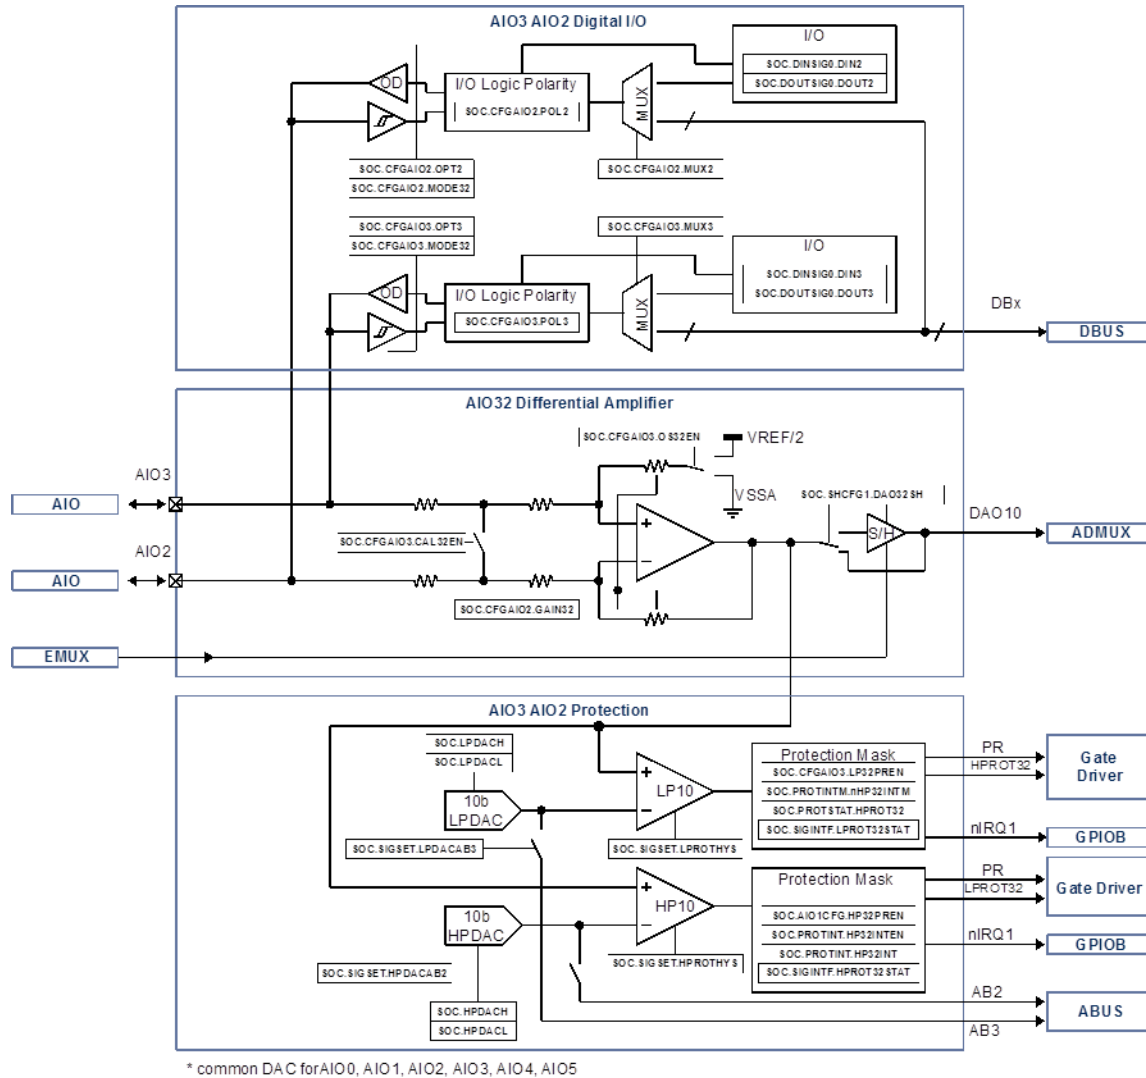 AIO3 AIO2 Digital I/O
I/O
SOC.DINSIG0.DIN2
SOC.DOUTSIG0.DOUT2
OD
I/O Logic Polarity
SOC.CFGAIO2.POL2
MUX
SOC.CFGAIO2.OPT2
SOC.CFGAIO2.MODE32
SOC.CFGAIO2.MUX2
SOC.CFGAIO3.OPT3
SOC.CFGAIO3.MODE32
SOC.CFGAIO3.MUX3
I/O
SOC.DINSIG0.DIN3
SOC.DOUTSIG0.DOUT3
OD
I/O Logic Polarity
SOC.CFGAIO3.POL3
MUX
DBx
DBUS
AIO32 Differential Amplifier
SOC.CFGAIO3.OS32EN
VREF/2
VSSA
SOC.SHCFG1.DAO32SH
AIO3
AIO
DAO10
ADMUX
S/H
SOC.CFGAIO3.CAL32EN
AIO2
AIO
SOC.CFGAIO2.GAIN32
EMUX
AIO3 AIO2 Protection
SOC.LPDACH
SOC.LPDACL
10b
LPDAC
LP10
Protection Mask
SOC.CFGAIO3.LP32PREN
SOC.PROTINTM.nHP32INTM
SOC.PROTSTAT.HPROT32
SOC.SIGINTF.LPROT32STAT
PR
HPROT32
Gate
Driver
nIRQ1
GPIOB
SOC.SIGSET.LPDACAB3
SOC.SIGSET.LPROTHYS
10b
HPDAC
HP10
Protection Mask
SOC.AIO1CFG.HP32PREN
SOC.PROTINT.HP32INTEN
SOC.PROTINT.HP32INT
SOC.SIGINTF.HPROT32STAT
PR
LPROT32
Gate Driver
nIRQ1
GPIOB
SOC.SIGSET.HPDACAB2
SOC.SIGSET.HPROTHYS
SOC.HPDACH
SOC.HPDACL
AB2
AB3
ABUS
* common DAC forAIO0, AIO1, AIO2, AIO3, AIO4, AIO5